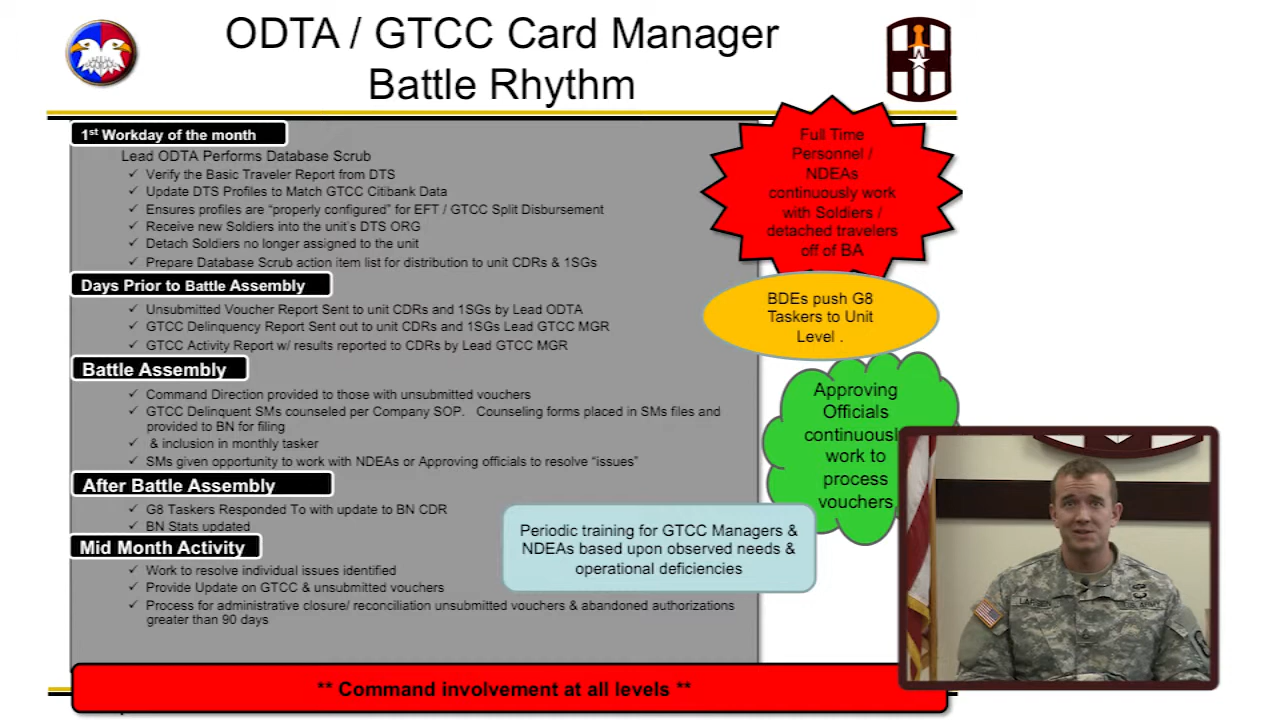 ODTA / GTCC Card Manager
Battle Rhythm
1st Workday of the month
Lead ODTA Performs Database Scrub
✓ Verify the Basic Traveler Report from DTS
✓ Update DTS Profiles to Match GTCC Citibank Data
✓ Ensures profiles are “properly configured” for EFT / GTCC Split Disbursement
✓ Receive new Soldiers into the unit's DTS ORG
✓ Detach Soldiers no longer assigned to the unit
✓ Prepare Database Scrub action item list for distribution to unit CDRs & 1SGs
Days Prior to Battle Assembly
✓ Unsubmitted Voucher Report Sent to unit CDRs and 1SGs by Lead ODTA
✓ GTCC Delinquency Report Sent out to unit CDRs and 1SGs Lead GTCC MGR
✓ GTCC Activity Report w/ results reported to CDRs by Lead GTCC MGR
Battle Assembly
✓ Command Direction provided to those with unsubmitted vouchers
✓ GTCC Delinquent SMs counseled per Company SOP. Counseling forms placed in SMs files and
provided to BN for filing
✓ & inclusion in monthly tasker
✓ SMs given opportunity to work with NDEAs or Approving officials to resolve “issues”
After Battle Assembly
✓ G8 Taskers Responded To with update to BN CDR
✓ BN Stats updated
Mid Month Activity
✓ Work to resolve individual issues identified
✓ Provide Update on GTCC & unsubmitted vouchers
✓ Process for administrative closure/ reconciliation unsubmitted vouchers & abandoned authorizations
greater than 90 days
Full Time
Personnel /
NDEAs
continuously work
with Soldiers /
detached travelers
off of BA
BDEs push G8
Taskers to Unit
Level .
Approving
Officials
continuousl
work to
process
vouchers
Periodic training for GTCC Managers &
NDEAs based upon observed needs &
operational deficiencies
** Command involvement at all levels **